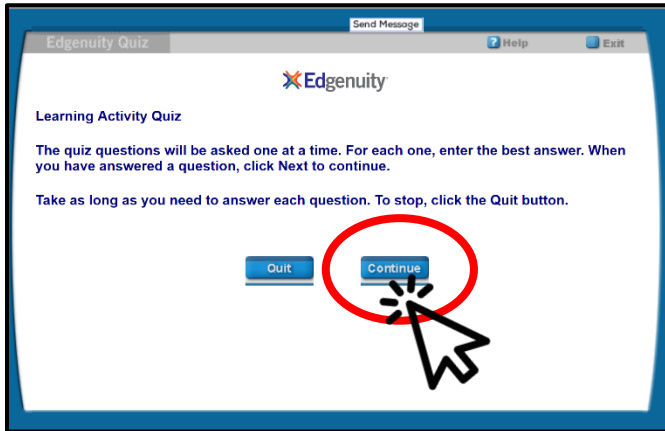 Send Message
Edgenuity Quiz
? Help
Exit
Edgenuity
Learning Activity Quiz
The quiz questions will be asked one at a time. For each one, enter the best answer. When
you have answered a question, click Next to continue.
Take as long as you need to answer each question. To stop, click the Quit button.
Quit
Continue